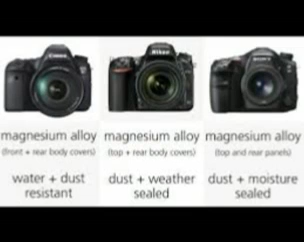 Canon
Nikon
SONY
magnesium alloy
(front + rear body covers)
water + dust
resistant
magnesium alloy
(top + rear body covers)
dust + weather
sealed
magnesium alloy
(top and rear panels)
dust + moisture
sealed